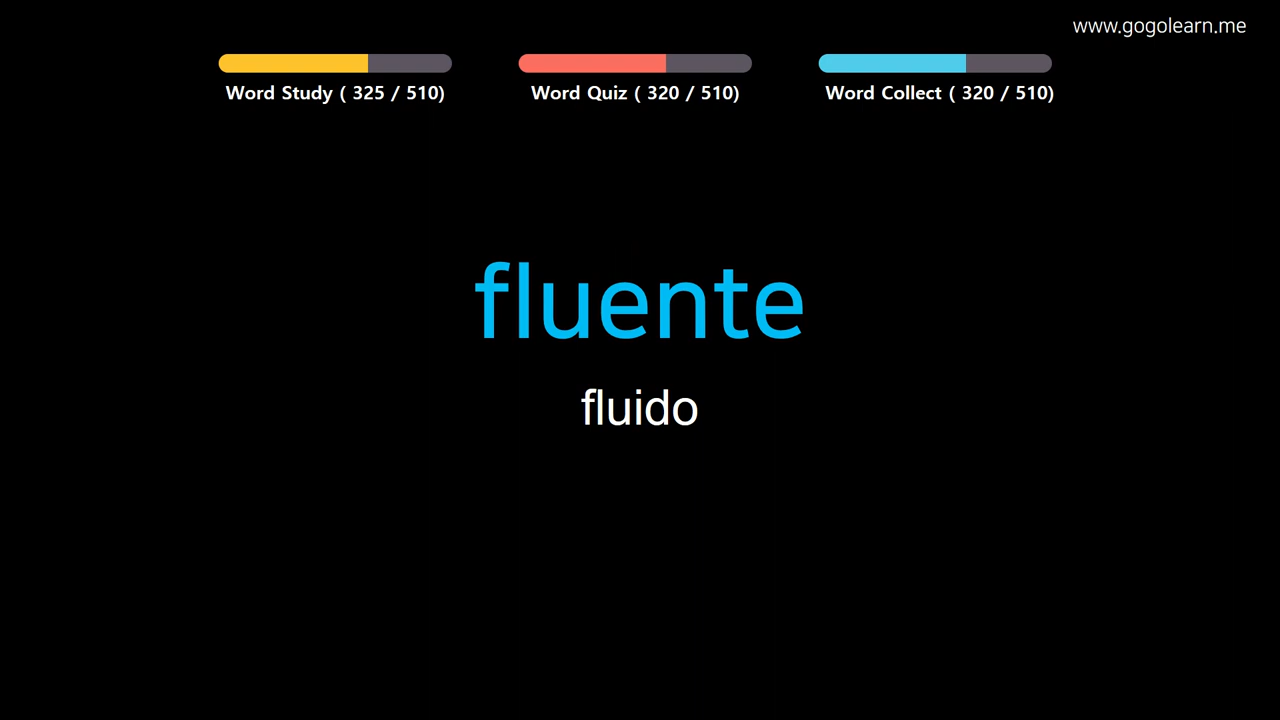 www.gogolearn.me
Word Study ( 325 / 510)
Word Quiz ( 320 / 510)
Word Collect ( 320 / 510)
fluente
fluido